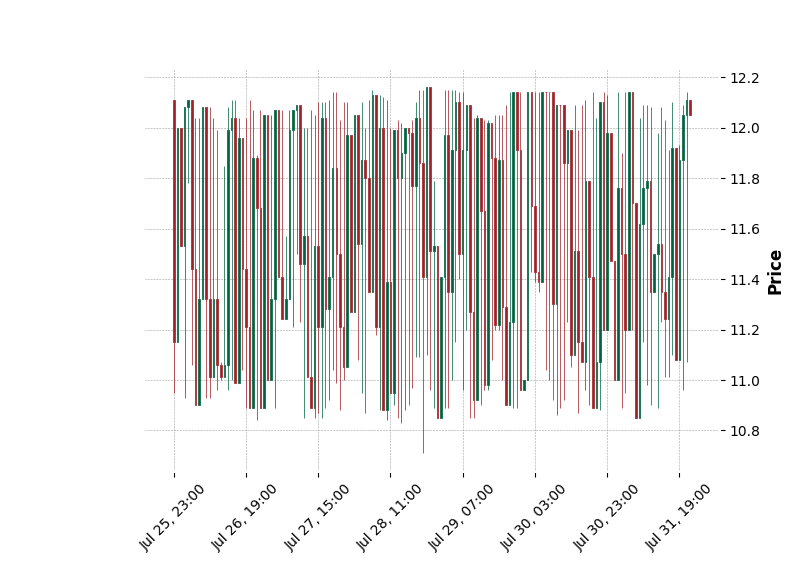 12.2
12.0
11.8
11.6
11.4
11.2
11.0
10.8
Price
Jul 25, 23:00
Jul 26, 19:00
Jul 27, 15:00
Jul 28, 11:00
Jul 29, 07:00
Jul 30, 03:00
Jul 30, 23:00
Jul 31, 19:00